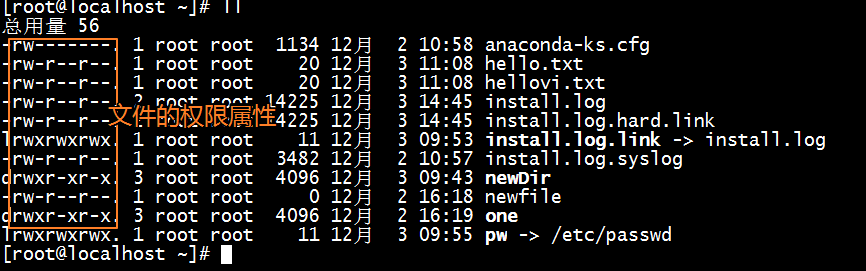 [root@localhost ~]# ll
总用量 56
-rw-------. 1 root root  1134 12月  2 10:58 anaconda-ks.cfg
-rw-r--r--. 1 root root    20 12月  3 11:08 hello.txt
-rw-r--r--. 1 root root    20 12月  3 11:08 hellovi.txt
-rw-r--r--. 2 root root 14225 12月  3 14:45 install.log
文件的权限属性
-rw-r--r--. 4225 12月  3 14:45 install.log.hard.link
lrwxrwxrwx. 1 root root    11 12月  3 09:53 install.log.link -> install.log
-rw-r--r--. 1 root root  3482 12月  2 10:57 install.log.syslog
drwxr-xr-x. 3 root root  4096 12月  3 09:43 newDir
-rw-r--r--. 1 root root     0 12月  2 16:18 newfile
drwxr-xr-x. 3 root root  4096 12月  2 16:19 one
lrwxrwxrwx. 1 root root    11 12月  3 09:55 pw -> /etc/passwd
[root@localhost ~]#